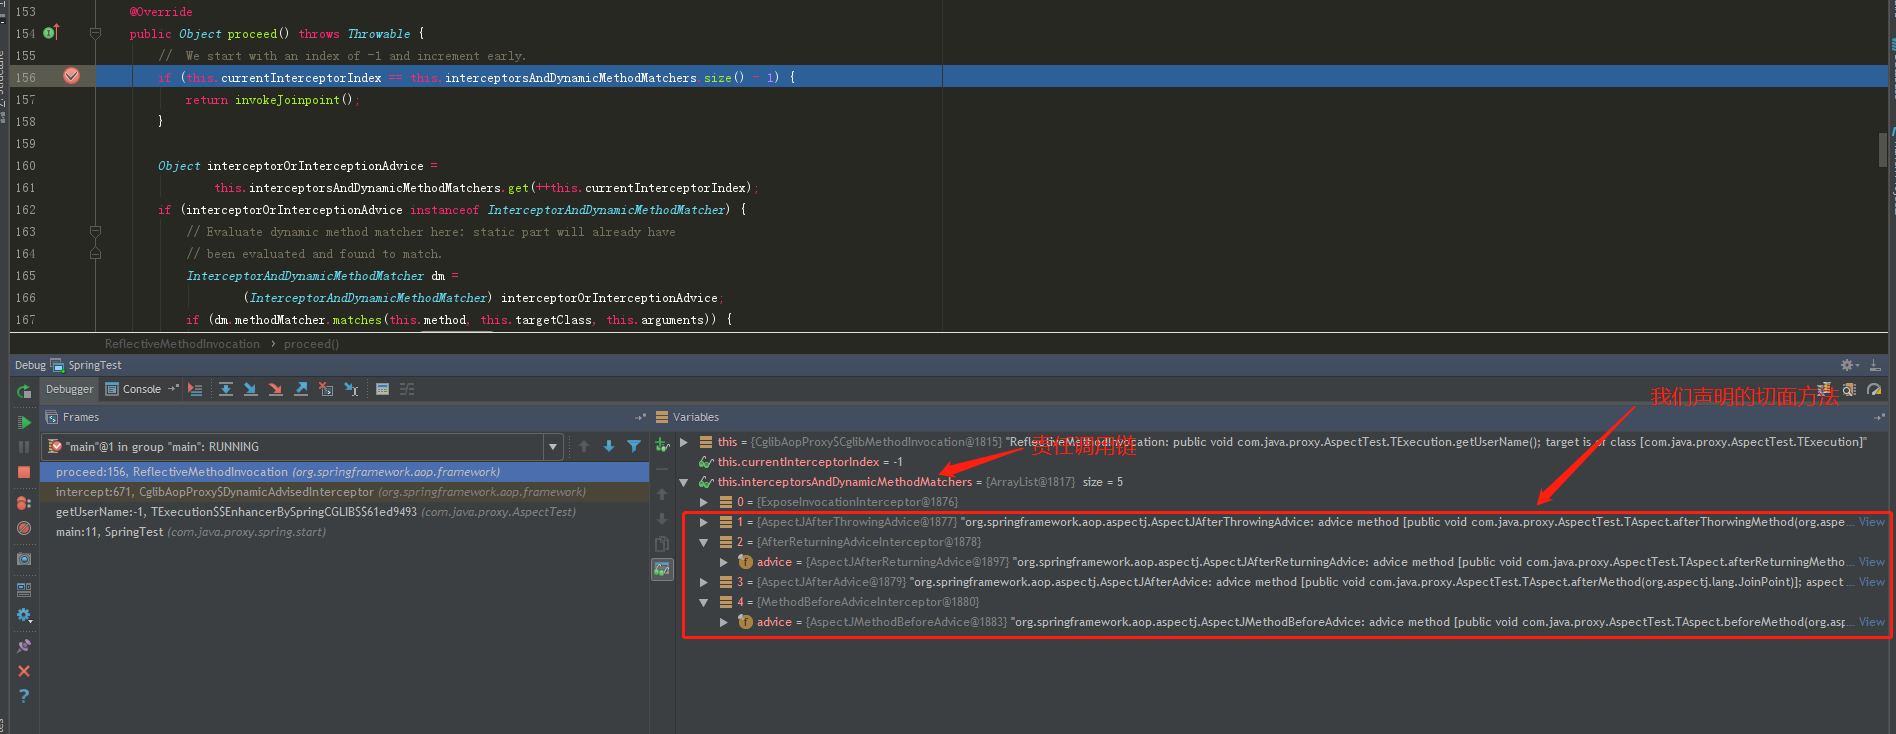 153 @Override
154 public Object proceed() throws Throwable {
155 // We start with an index of -1 and increment early.
156 if (this.currentInterceptorIndex == this.interceptorsAndDynamicMethodMatchers.size() - 1) {
157 return invokeJoinpoint();
158 }
159
160 Object interceptorOrInterceptionAdvice =
161 this.interceptorsAndDynamicMethodMatchers.get(++this.currentInterceptorIndex);
162 if (interceptorOrInterceptionAdvice instanceof InterceptorAndDynamicMethodMatcher) {
163 // Evaluate dynamic method matcher here: static part will already have
164 // been evaluated and found to match.
165 InterceptorAndDynamicMethodMatcher dm =
166 (InterceptorAndDynamicMethodMatcher) interceptorOrInterceptionAdvice;
167 if (dm.methodMatcher.matches(this.method, this.targetClass, this.arguments)) {
ReflectiveMethodInvocation › proceed()
Debug SpringTest
Debugger Console
我们声明的切面方法
Frames
Variables
"main"@1 in group "main": RUNNING
proceed:156, ReflectiveMethodInvocation (org.springframework.aop.framework)
intercept:671, CglibAopProxy$DynamicAdvisedInterceptor (org.springframework.aop.framework)
getUserName:-1, TExecution$$EnhancerBySpringCGLIB$$61ed9493 (com.java.proxy.AspectTest)
main:11, SpringTest (com.java.proxy.spring.start)
this = {CglibAopProxy$CglibMethodInvocation@1815} "ReflectiveMethodInvocation: public void com.java.proxy.AspectTest.TExecution.getUserName(); target is of class [com.java.proxy.AspectTest.TExecution]"
责任调用链
this.currentInterceptorIndex = -1
this.interceptorsAndDynamicMethodMatchers = {ArrayList@1817} size = 5
0 = {ExposeInvocationInterceptor@1876}
1 = {AspectJAfterThrowingAdvice@1877} "org.springframework.aop.aspectj.AspectJAfterThrowingAdvice: advice method [public void com.java.proxy.AspectTest.TAspect.afterThorwingMethod(org.aspe... View
2 = {AfterReturningAdviceInterceptor@1878}
advice = {AspectJAfterReturningAdvice@1897} "org.springframework.aop.aspectj.AspectJAfterReturningAdvice: advice method [public void com.java.proxy.AspectTest.TAspect.afterReturningMetho... View
3 = {AspectJAfterAdvice@1879} "org.springframework.aop.aspectj.AspectJAfterAdvice: advice method [public void com.java.proxy.AspectTest.TAspect.afterMethod(org.aspectj.lang.JoinPoint)]; aspect ... View
4 = {MethodBeforeAdviceInterceptor@1880}
advice = {AspectJMethodBeforeAdvice@1883} "org.springframework.aop.aspectj.AspectJMethodBeforeAdvice: advice method [public void com.java.proxy.AspectTest.TAspect.beforeMethod(org.asp... View